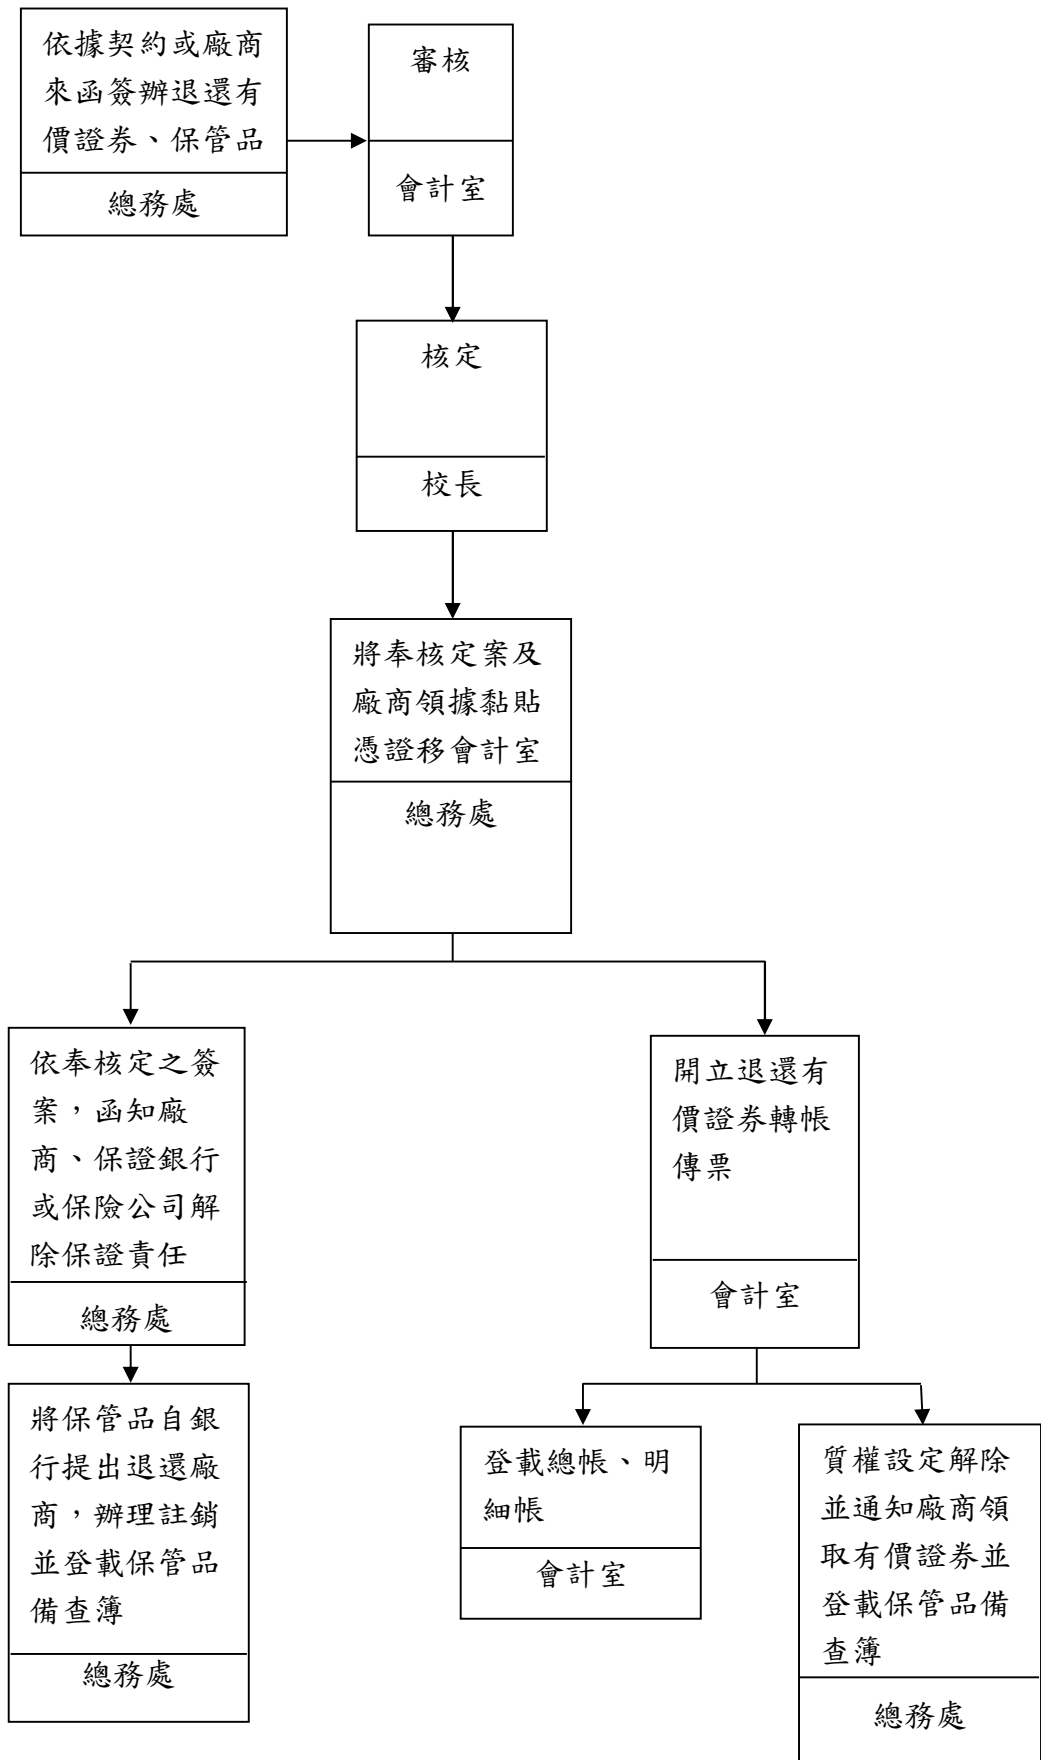 依據契約或廠商
來函簽辦退還有
價證券、保管品
總務處
審核
會計室
核定
校長
將奉核定案及
廠商領據黏貼
憑證移會計室
總務處
依奉核定之簽
案，函知廠
商、保證銀行
或保險公司解
除保證責任
總務處
將保管品自銀
行提出退還廠
商，辦理註銷
並登載保管品
備查簿
總務處
開立退還有
價證券轉帳
傳票
會計室
登載總帳、明
細帳
會計室
質權設定解除
並通知廠商領
取有價證券並
登載保管品備
查簿
總務處